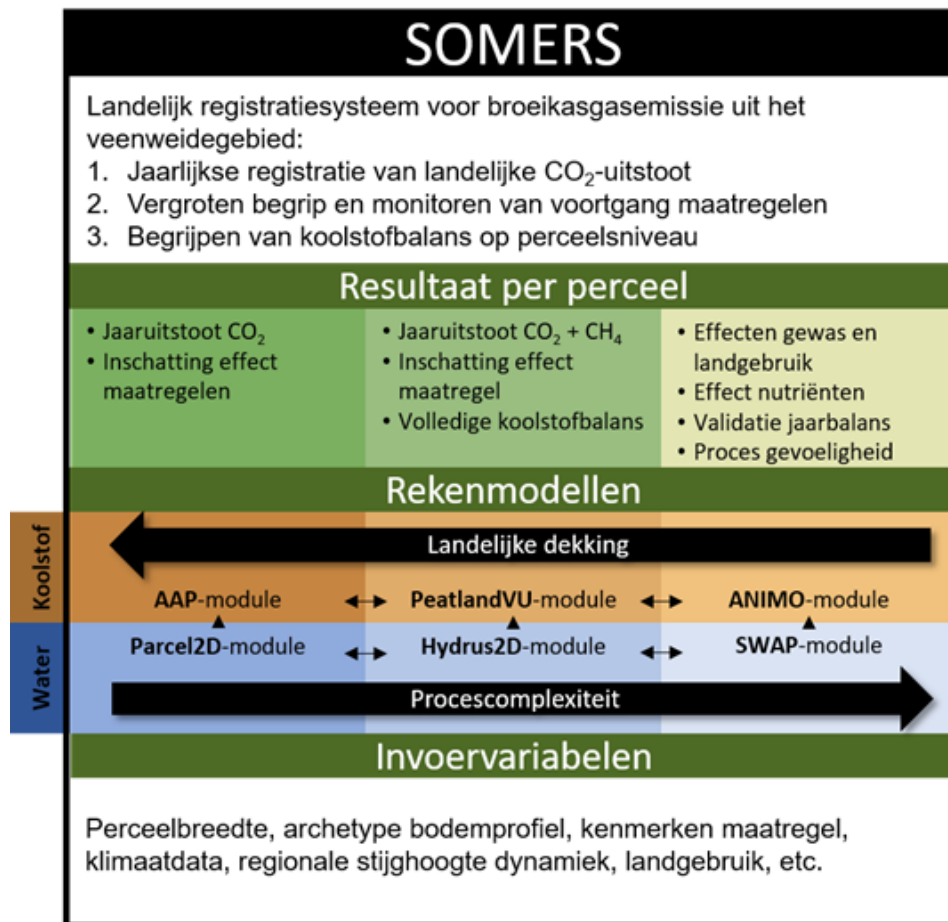 SOMERS
Landelijk registratiesysteem voor broeikasgasemissie uit het
veenweidegebied:
1. Jaarlijkse registratie van landelijke CO₂-uitstoot
2. Vergroten begrip en monitoren van voortgang maatregelen
3. Begrijpen van koolstofbalans op perceelsniveau
Resultaat per perceel
• Jaaruitstoot CO₂
• Inschatting effect
maatregelen
• Jaaruitstoot CO₂ + CH₄
• Inschatting effect
maatregel
• Volledige koolstofbalans
• Effecten gewas en
landgebruik
• Effect nutriënten
• Validatie jaarbalans
• Proces gevoeligheid
Rekenmodellen
Koolstof
Landelijke dekking
AAP-module
PeatlandVU-module
ANIMO-module
Water
Parcel2D-module
Hydrus2D-module
SWAP-module
Procescomplexiteit
Invoervariabelen
Perceelbreedte, archetype bodemprofiel, kenmerken maatregel,
klimaatdata, regionale stijghoogte dynamiek, landgebruik, etc.